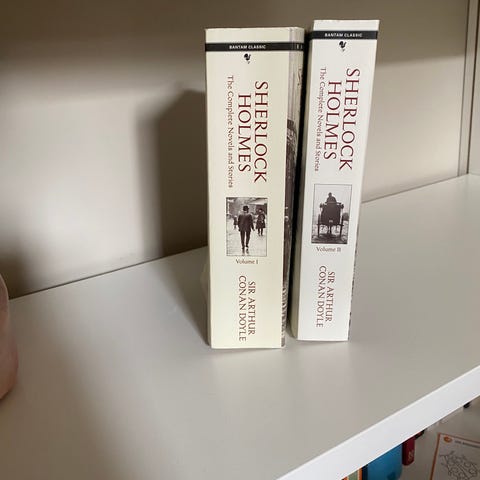 BANTAM CLASSIC
SHERLOCK
HOLMES
The Complete Novels and Stories
Volume I
SIR ARTHUR
CONAN DOYLE
BANTAM CLASSIC
SHERLOCK
HOLMES
The Complete Novels and Stories
Volume II
SIR ARTHUR
CONAN DOYLE